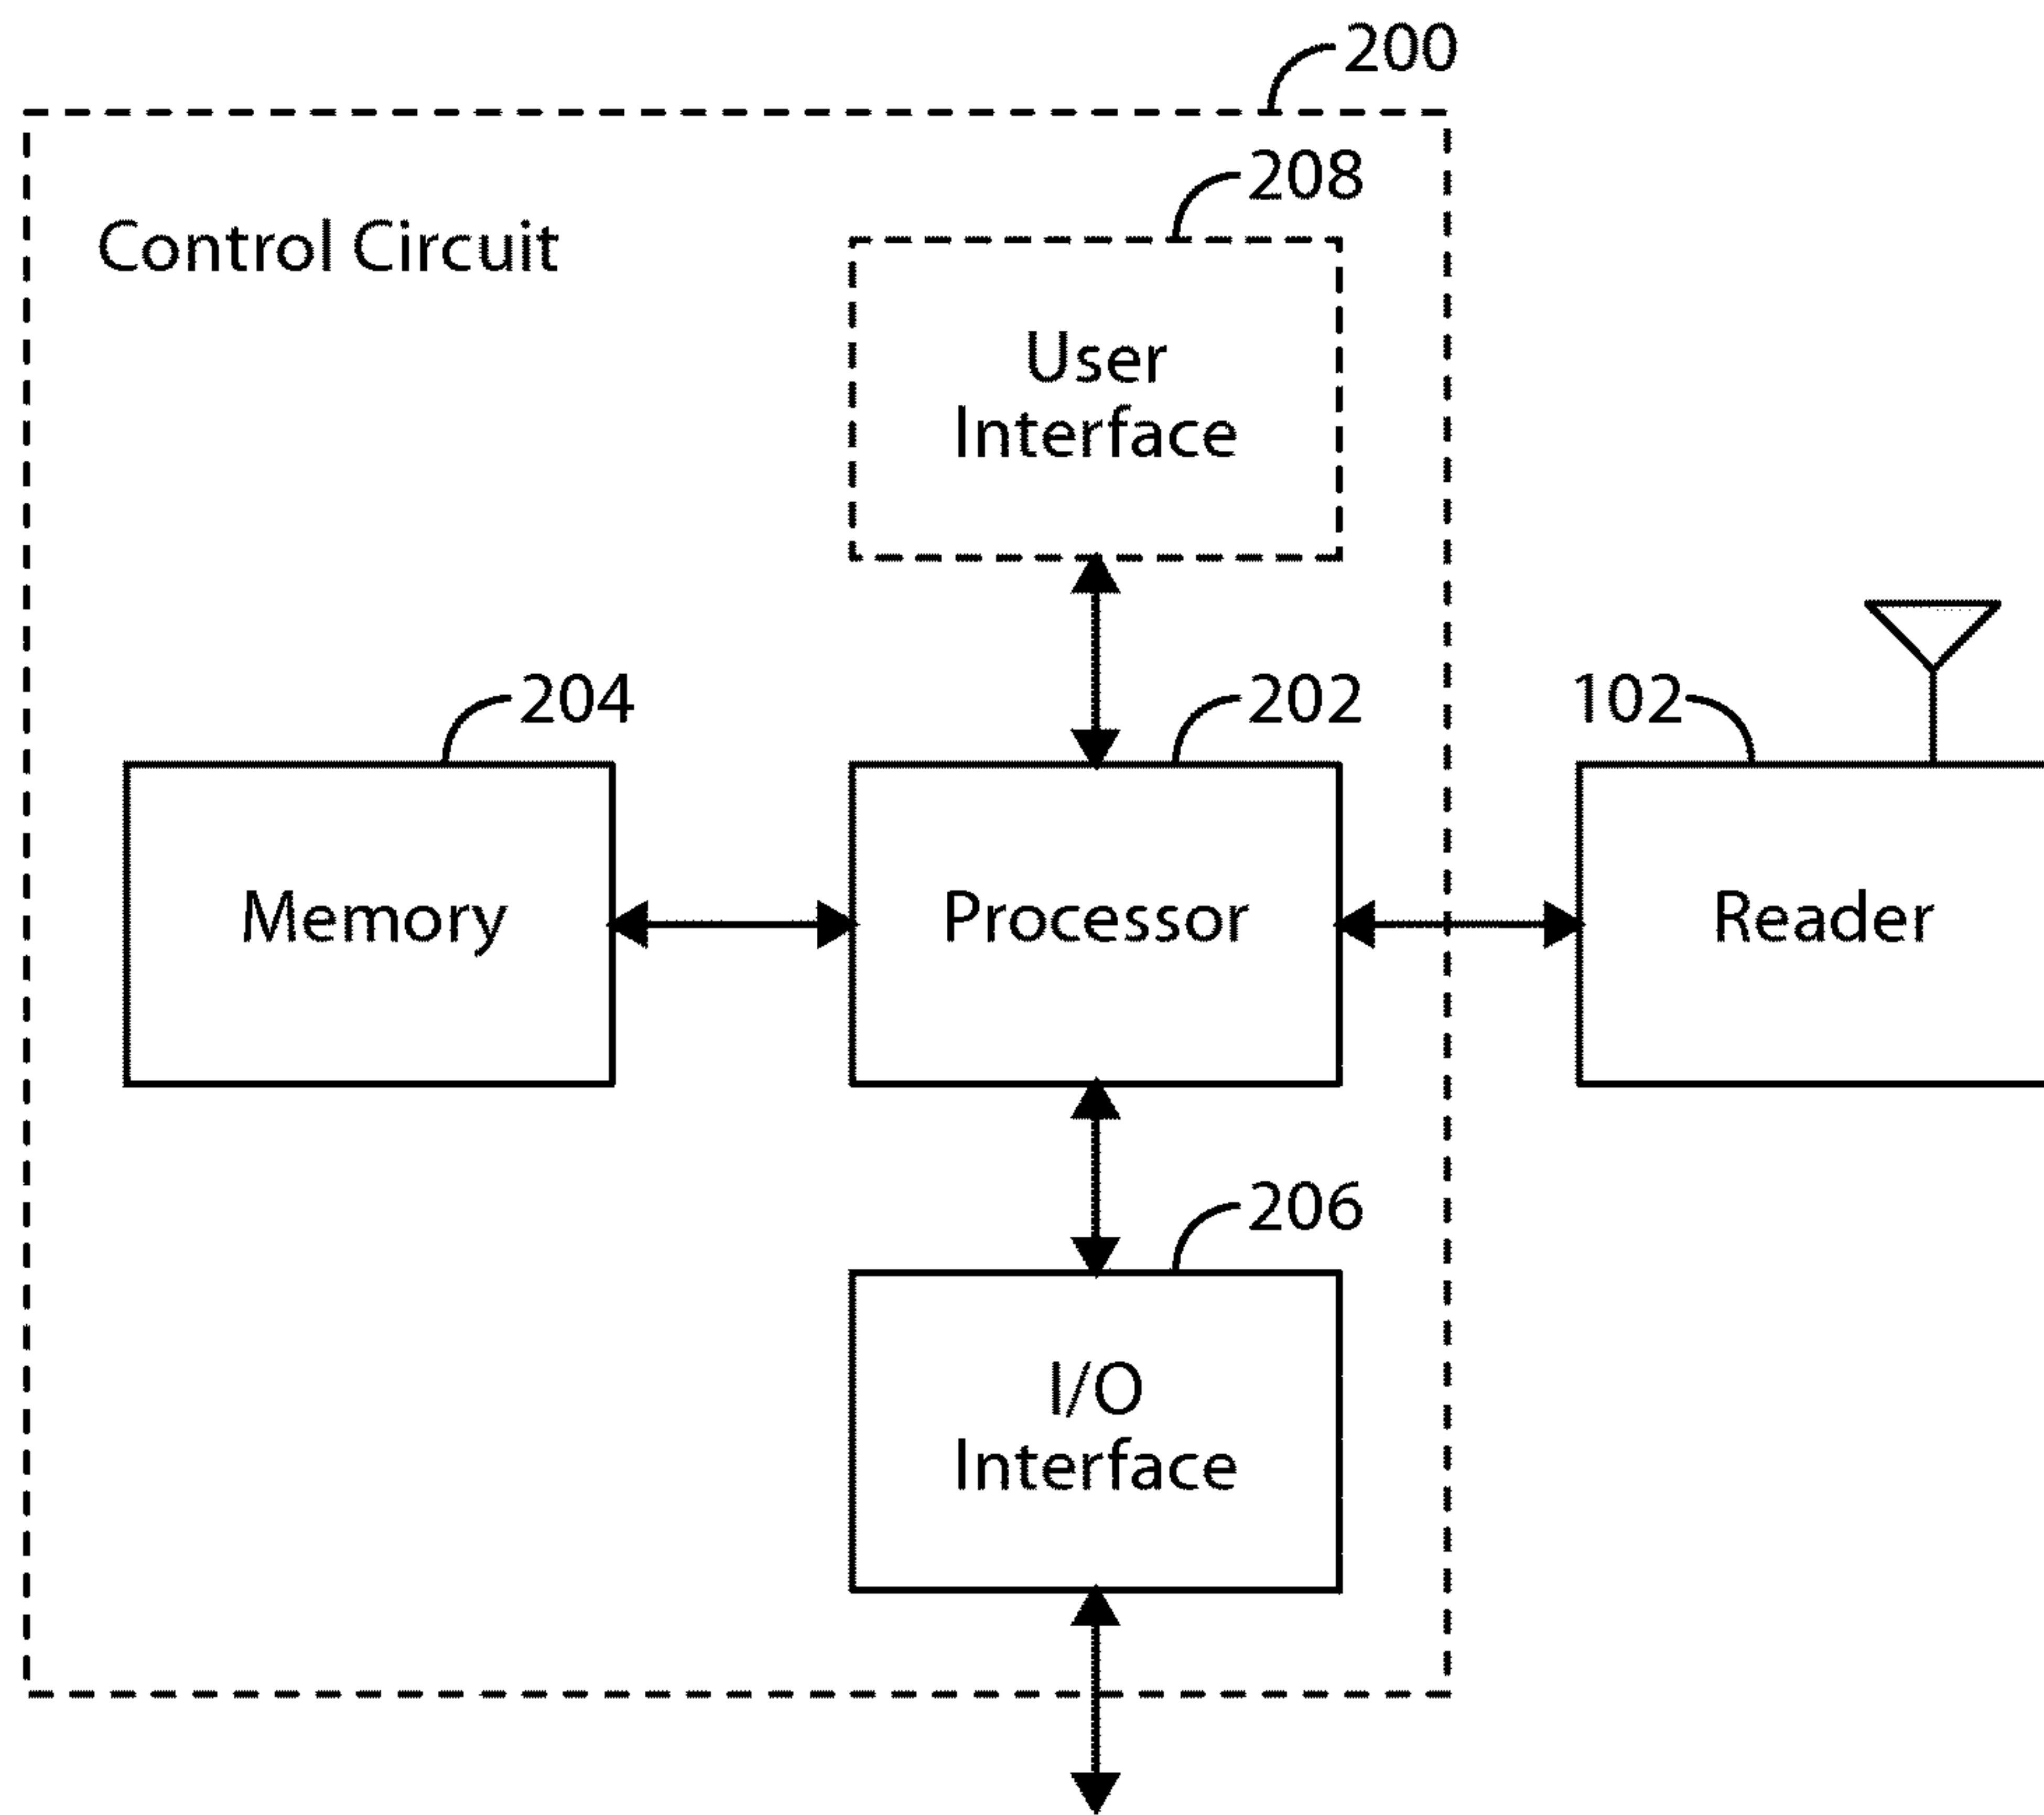 200
208
Control Circuit
User
Interface
204
202
102
Memory
Processor
Reader
206
I/O
Interface